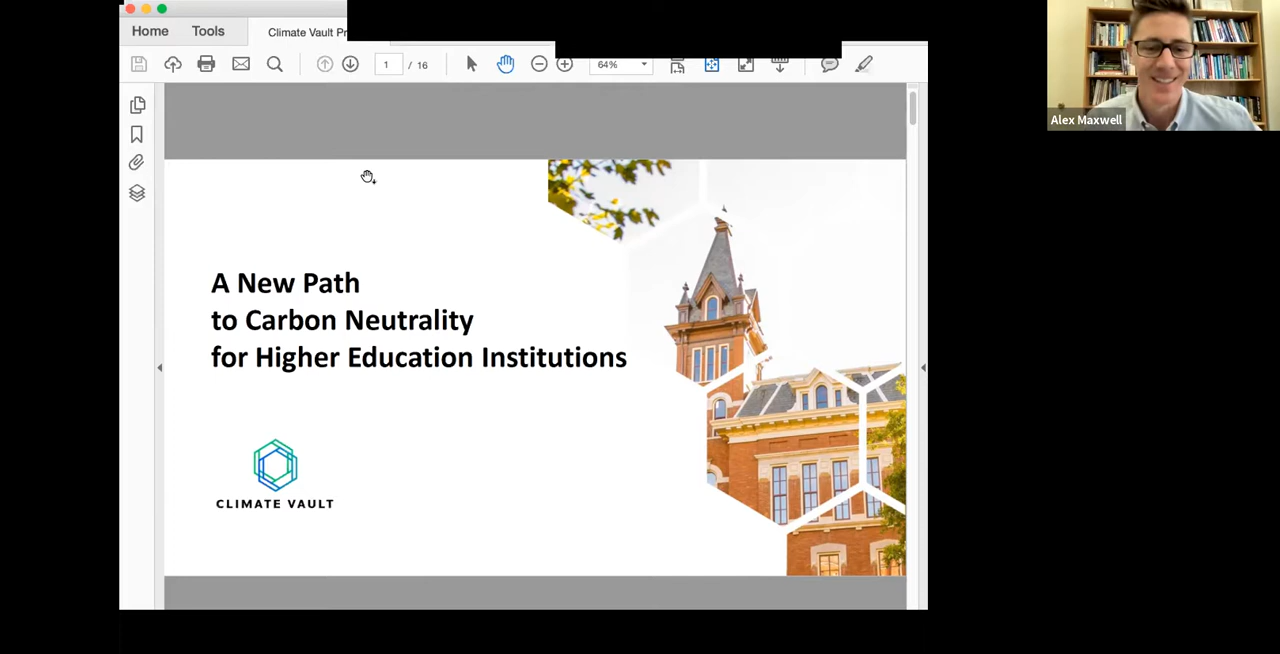 Home Tools Climate Vault Pr
1 / 16 64%
Alex Maxwell
A New Path
to Carbon Neutrality
for Higher Education Institutions
CLIMATE VAULT